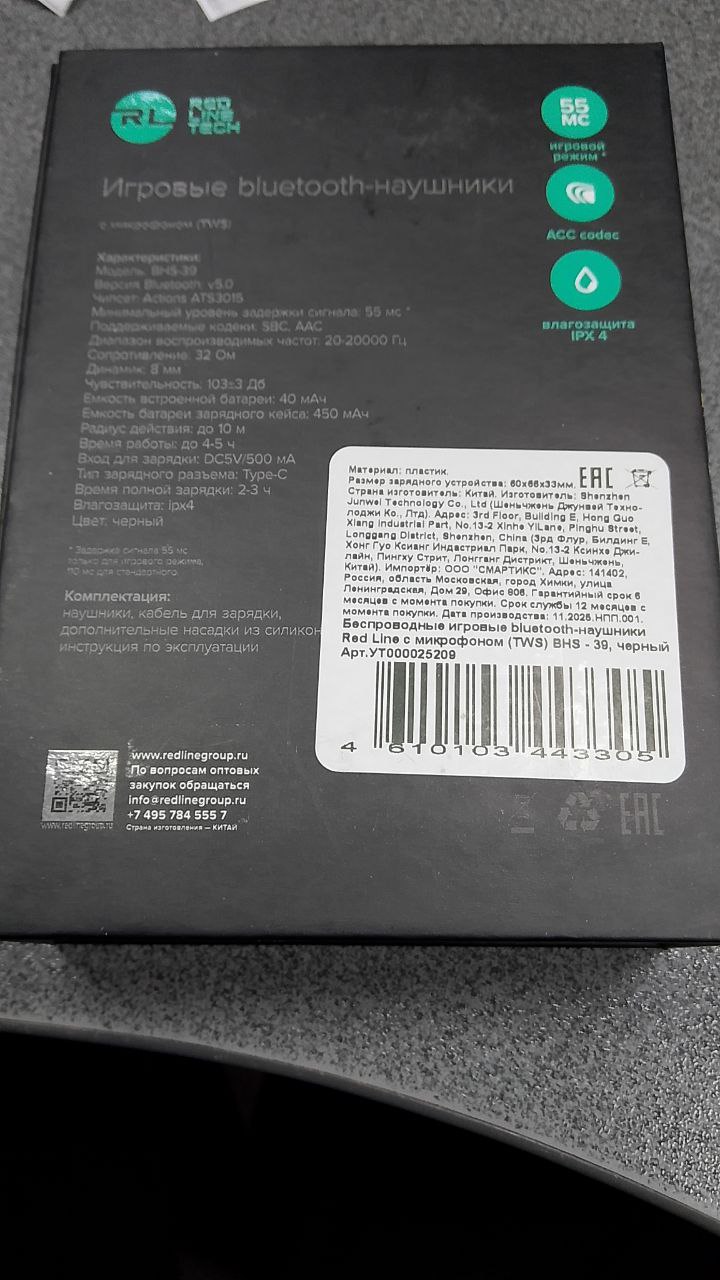 RL RED
LINE
TECH
55
МС
игровой
режим *
Игровые bluetooth-наушники
ACC codec
с микрофоном (TWS)
влагозащита
IPX 4
Характеристики:
Модель: BHS-39
Версия Bluetooth: v5.0
Чипсет: Actions ATS3015
Минимальный уровень задержки сигнала: 55 мс *
Поддерживаемые кодеки: SBC, AAC
Диапазон воспроизводимых частот: 20-20000 Гц
Сопротивление: 32 Ом
Динамик: 8 мм
Чувствительность: 103±3 Дб
Емкость встроенной батареи: 40 мАч
Емкость батареи зарядного кейса: 450 мАч
Радиус действия: до 10 м
Время работы: до 4-5 ч
Вход для зарядки: DC5V/500 мА
Тип зарядного разъема: Type-C
Время полной зарядки: 2-3 ч
Влагозащита: ipx4
Цвет: черный
* Задержка сигнала 55 мс
только для игрового режима,
110 мс для стандартного.
Комплектация:
наушники, кабель для зарядки,
дополнительные насадки из силикон
инструкция по эксплуатации
Материал: пластик.
Размер зарядного устройства: 60x66x33мм. EAC
Страна изготовитель: Китай. Изготовитель: Shenzhen
Junwei Technology Co., Ltd (Шеньчжень Джунвей Техно-
лоджи Ко., Лтд). Адрес: 3rd Floor, Building E, Hong Guo
Xiang Industrial Part, No.13-2 Xinhe YiLane, Pinghu Street,
Longgang District, Shenzhen, China (3рд Флур, Билдинг E,
Хонг Гуо Ксианг Индастриал Парк, No.13-2 Ксинхе Джи-
лайн, Пингху Стрит, Лонгганг Дистрикт, Шеньчжень,
Китай). Импортёр: ООО "СМАРТИКС". Адрес: 141402,
Россия, область Московская, город Химки, улица
Ленинградская, Дом 29, Офис 806. Гарантийный срок 6
месяцев с момента покупки. Срок службы 12 месяцев с
момента покупки. Дата производства: 11.2025.НПП.001.
Беспроводные игровые bluetooth-наушники
Red Line с микрофоном (TWS) BHS - 39, черный
Арт.УТ000025209
4 610103 443305
www.redlinegroup.ru
По вопросам оптовых
закупок обращаться
info@redlinegroup.ru
+7 495 784 555 7
Страна изготовления — КИТАЙ
www.redlinegroup.ru
EAC